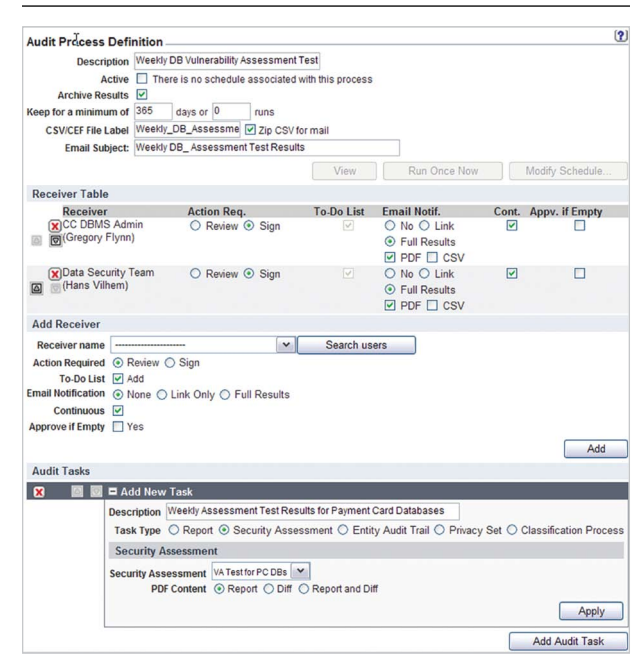 Audit Process Definition
Description Weekly DB Vulnerability Assessment Test
Active There is no schedule associated with this process
Archive Results
Keep for a minimum of 365 days or 0 runs
CSV/CEF File Label Weekly_DB_Assessme Zip CSV for mail
Email Subject: Weekly DB_ Assessment Test Results
View Run Once Now Modify Schedule...
Receiver Table
Receiver Action Req. To-Do List Email Notif. Cont. Appv. if Empty
CC DBMS Admin Review Sign No Link
(Gregory Flynn) Full Results
PDF CSV
Data Security Team Review Sign No Link
(Hans Vilhem) Full Results
PDF CSV
Add Receiver
Receiver name --------------------- Search users
Action Required Review Sign
To-Do List Add
Email Notification None Link Only Full Results
Continuous
Approve if Empty Yes
Add
Audit Tasks
Add New Task
Description Weekly Assessment Test Results for Payment Card Databases
Task Type Report Security Assessment Entity Audit Trail Privacy Set Classification Process
Security Assessment
Security Assessment VA Test for PC DBs
PDF Content Report Diff Report and Diff
Apply
Add Audit Task